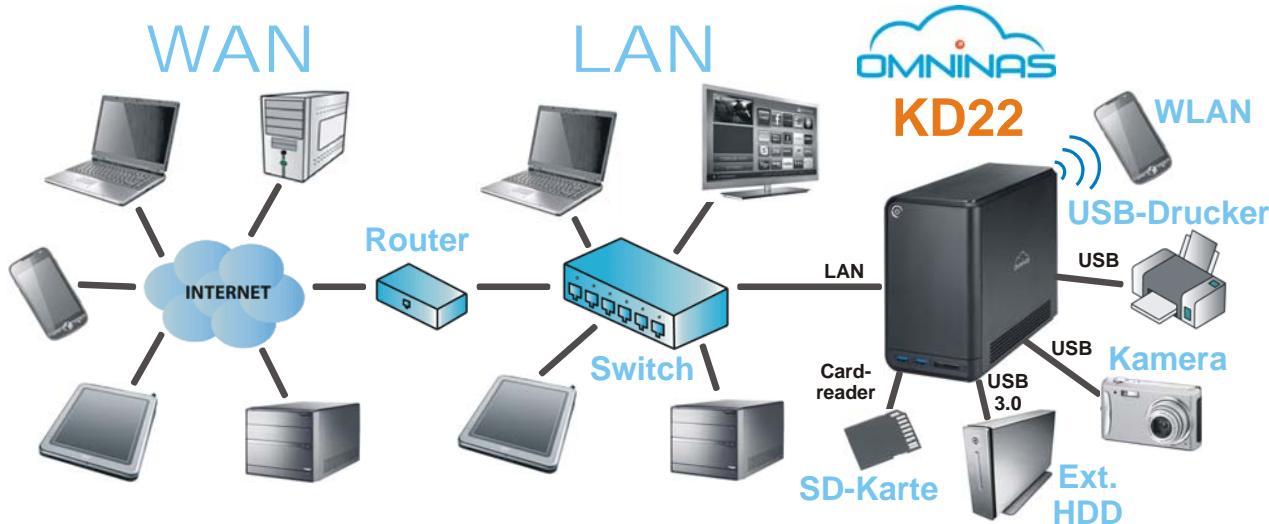 WAN
LAN
OMNINAS
KD22
WLAN
USB-Drucker
Router
INTERNET
LAN
USB
Switch
USB
Kamera
Card-
reader
USB
3.0
SD-Karte
Ext.
HDD